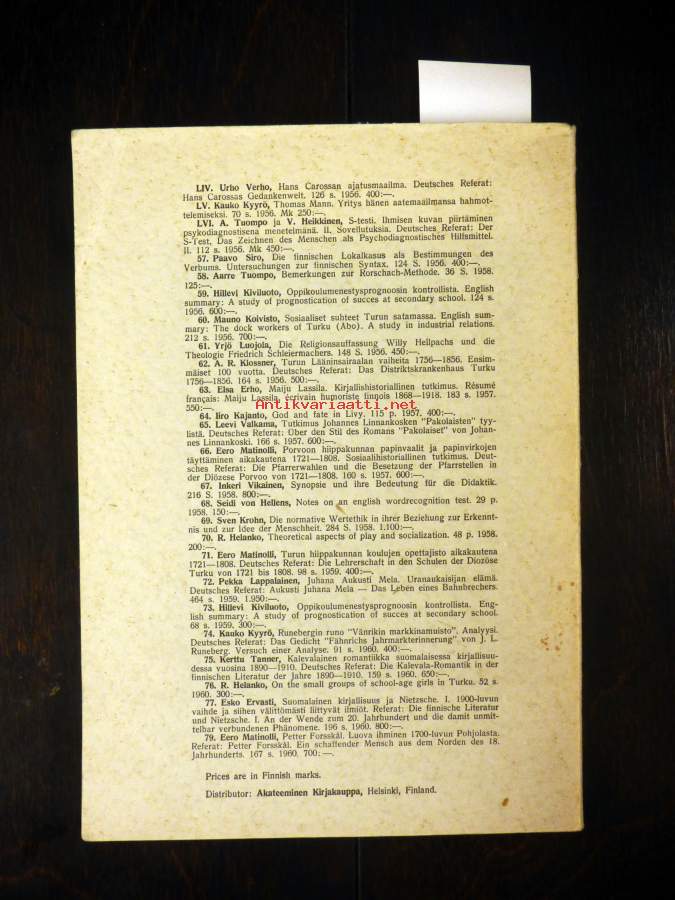 LIV. Urho Verho, Hans Carossan ajatusmaailma. Deutsches Referat:
Hans Carossas Gedankenwelt. 126 s. 1956. 400:—.
LV. Kauko Kyyrö, Thomas Mann. Yritys hänen aatemaailmansa hahmot-
telemiseksi. 70 s. 1956. Mk 250:—.
LVI. A. Tuompo ja V. Heikkinen, S-testi. Ihmisen kuvan piirtäminen
psykodiagnostisena menetelmänä. II. Sovellutuksia. Deutsches Referat: Der
S-Test, Das Zeichnen des Menschen als Psychodiagnostisches Hilfsmittel.
II. 112 s. 1956. Mk 450:—.
57. Paavo Siro, Die finnischen Lokalkasus als Bestimmungen des
Verbums. Untersuchungen zur finnischen Syntax. 124 S. 1956. 400:—.
58. Aarre Tuompo, Bemerkungen zur Rorschach-Methode. 36 S. 1958.
125:—.
59. Hillevi Kiviluoto, Oppikoulumenestysprognoosin kontrollista. English
summary: A study of prognostication of succes at secondary school. 124 s.
1956. 600:—.
60. Mauno Koivisto, Sosiaaliset suhteet Turun satamassa. English sum-
mary: The dock workers of Turku (Åbo). A study in industrial relations.
212 s. 1956. 700:—.
61. Yrjö Luojola, Die Religionsauffassung Willy Hellpachs und die
Theologie Friedrich Schleiermachers. 148 S. 1956. 450:—.
62. A. R. Klossner, Turun Lääninsairaalan vaiheita 1756—1856. Ensim-
mäiset 100 vuotta. Deutsches Referat: Das Distriktskrankenhaus Turku
1756—1856. 164 s. 1956. 500:—.
63. Elsa Erho, Maiju Lassila. Kirjallishistoriallinen tutkimus. Résumé
français: Maiju Lassila, écrivain humoriste finnois 1868—1918. 183 s. 1957.
550:—.
Antikvariaatti.net
64. Iiro Kajanto, God and fate in Livy. 115 p. 1957. 400:—.
65. Leevi Valkama, Tutkimus Johannes Linnankosken "Pakolaisten" tyy-
listä. Deutsches Referat: Über den Stil des Romans "Pakolaiset" von Johan-
nes Linnankoski. 166 s. 1957. 600:—.
66. Eero Matinolli, Porvoon hiippakunnan papinvaalit ja papinvirkojen
täyttäminen aikakautena 1721—1808. Sosiaalihistoriallinen tutkimus. Deut-
sches Referat: Die Pfarrerwahlen und die Besetzung der Pfarrstellen in
der Diözese Porvoo von 1721—1808. 160 s. 1957. 600:—.
67. Inkeri Vikainen, Synopsie und ihre Bedeutung für die Didaktik.
216 S. 1958. 800:—.
68. Seidi von Hellens, Notes on an english wordrecognition test. 29 p.
1958. 150:—.
69. Sven Krohn, Die normative Wertethik in ihrer Beziehung zur Erkennt-
nis und zur Idee der Menschheit. 284 S. 1958. 1.100:—.
70. R. Helanko, Theoretical aspects of play and socialization. 48 p. 1958.
200:—.
71. Eero Matinolli, Turun hiippakunnan koulujen opettajisto aikakautena
1721—1808. Deutsches Referat: Die Lehrerschaft in den Schulen der Diozöse
Turku von 1721 bis 1808. 98 s. 1959. 400:—.
72. Pekka Lappalainen, Juhana Aukusti Mela. Uranaukaisijan elämä.
Deutsches Referat: Aukusti Juhana Mela — Das Leben eines Bahnbrechers.
464 s. 1959. 1.950:—.
73. Hillevi Kiviluoto, Oppikoulumenestysprognoosin kontrollista. Eng-
lish summary: A study of prognostication of succes at secondary school.
68 s. 1959. 300:—.
74. Kauko Kyyrö, Runebergin runo "Vänrikin markkinamuisto". Analyysi.
Deutsches Referat: Das Gedicht "Fähnrichs Jahrmarkterinnerung" von J. L.
Runeberg. Versuch einer Analyse. 91 s. 1960. 400:—.
75. Kerttu Tanner, Kalevalainen romantiikka suomalaisessa kirjallisuu-
dessa vuosina 1890—1910. Deutsches Referat: Die Kalevala-Romantik in der
finnischen Literatur der Jahre 1890—1910. 159 s. 1960. 650:—.
76. R. Helanko, On the small groups of school-age girls in Turku. 52 s.
1960. 300:—.
77. Esko Ervasti, Suomalainen kirjallisuus ja Nietzsche. I. 1900-luvun
vaihde ja siihen välittömästi liittyvät ilmiöt. Referat: Die finnische Literatur
und Nietzsche. I. An der Wende zum 20. Jahrhundert und die damit unmit-
telbar verbundenen Phänomene. 196 s. 1960. 800:—.
79. Eero Matinolli, Petter Forsskål. Luova ihminen 1700-luvun Pohjolasta.
Referat: Petter Forsskål. Ein schaffender Mensch aus dem Norden des 18.
Jahrhunderts. 167 s. 1960. 700:—.
Prices are in Finnish marks.
Distributor: Akateeminen Kirjakauppa, Helsinki, Finland.